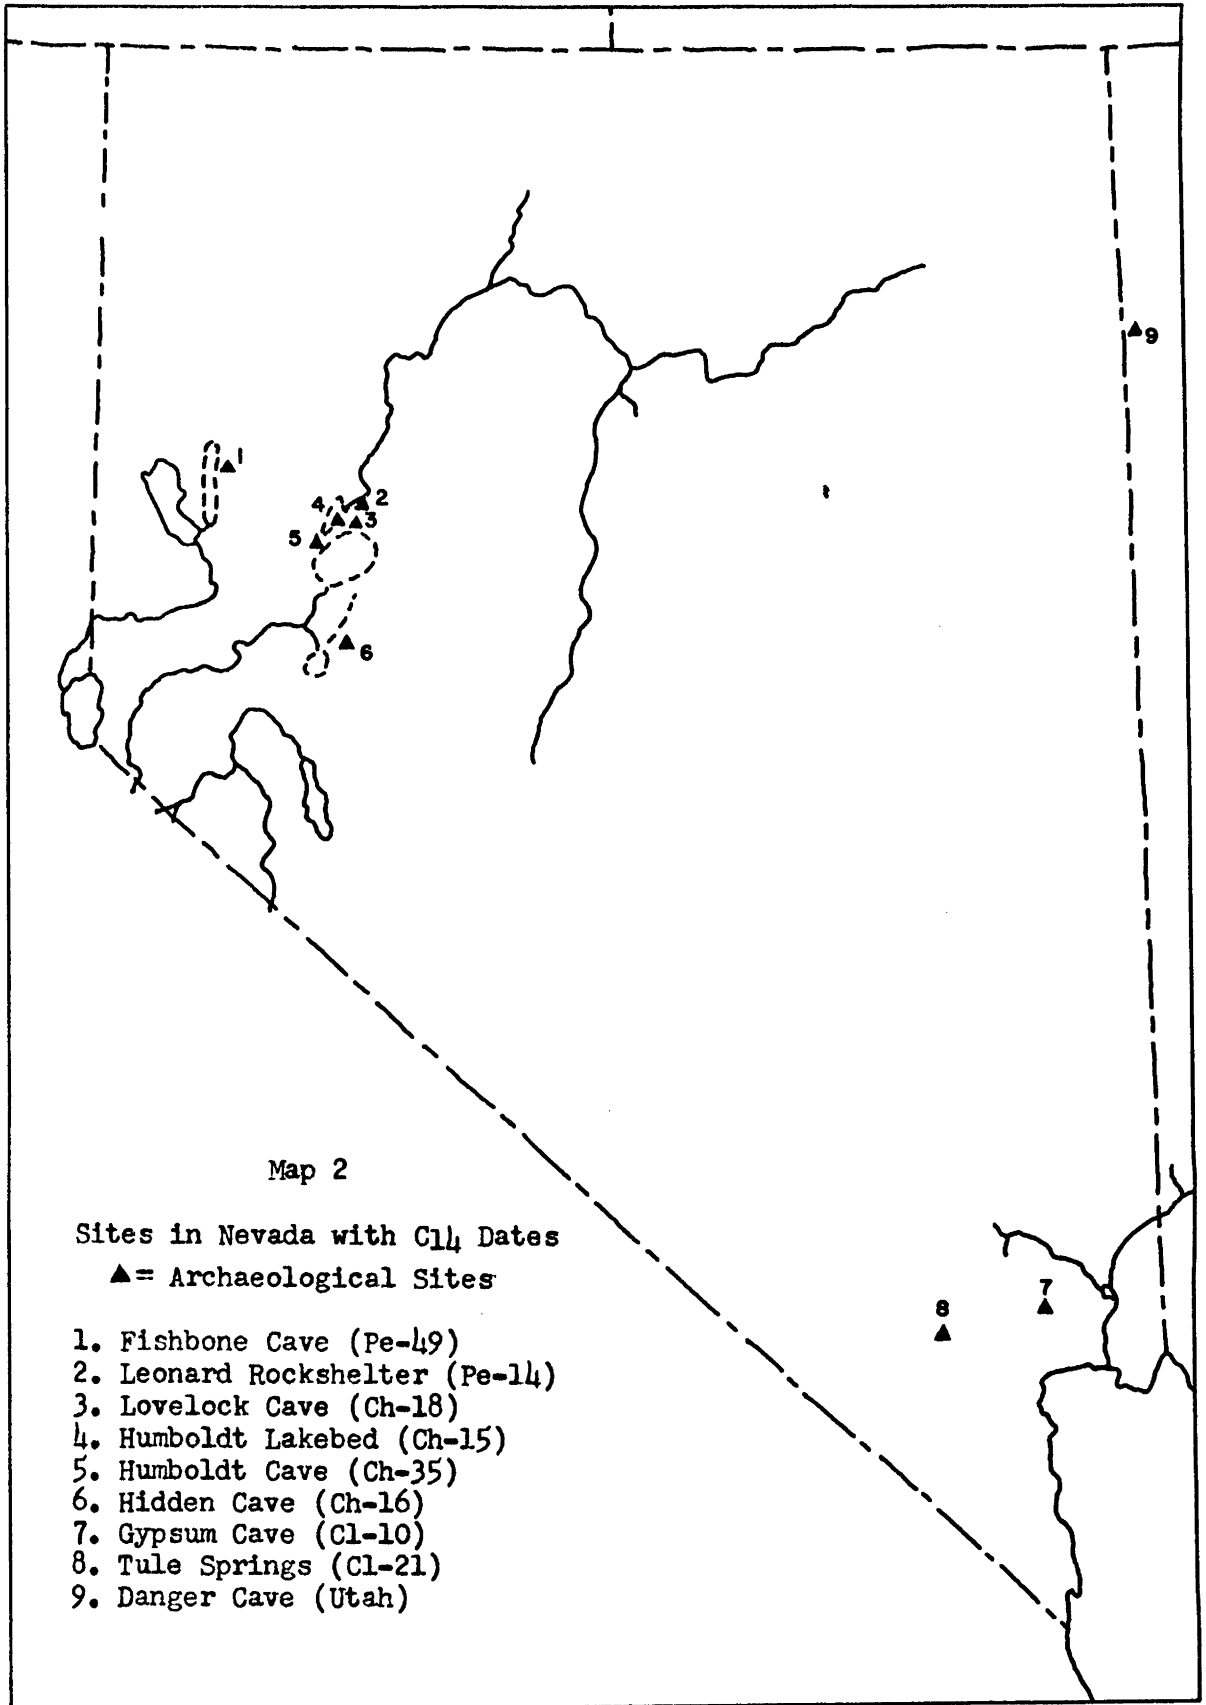 9
1
2
4
3
5
6
Map 2
Sites in Nevada with C14 Dates
▲= Archaeological Sites
7
8
1. Fishbone Cave (Pe-49)
2. Leonard Rockshelter (Pe-14)
3. Lovelock Cave (Ch-18)
4. Humboldt Lakebed (Ch-15)
5. Humboldt Cave (Ch-35)
6. Hidden Cave (Ch-16)
7. Gypsum Cave (Cl-10)
8. Tule Springs (Cl-21)
9. Danger Cave (Utah)